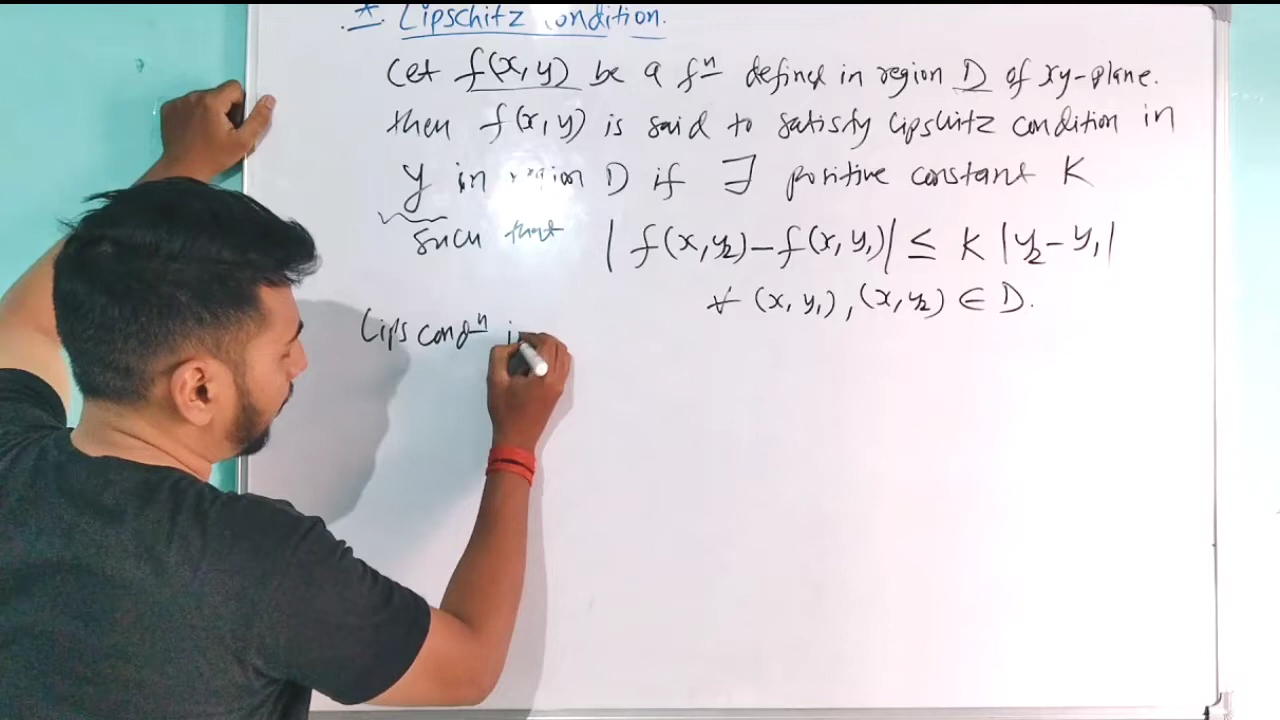 * Lipschitz condition.
Let f(x,y) be a fⁿ defined in region D of xy-plane.
then f(x,y) is said to satisfy Lipshitz condition in
y in region D if ∃ positive constant K
such that |f(x,y₂)-f(x,y₁)| ≤ K |y₂-y₁|
∀ (x,y₁),(x,y₂) ∈ D.
Lips condⁿ i